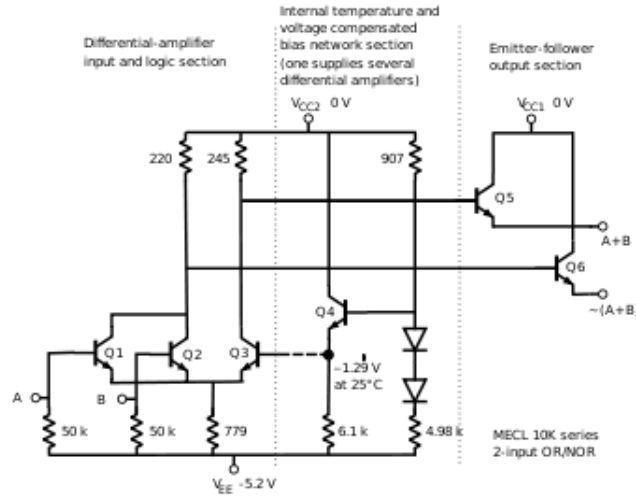 Internal temperature and
voltage compensated
bias network section
(one supplies several
differential amplifiers)
Differential-amplifier
input and logic section
Emitter-follower
output section
VCC2 0 V
VCC1 0 V
220
245
907
Q5
A+B
Q6
~(A+B
Q4
Q1
Q2
Q3
-1.29 V
at 25°C
A
B
50 k
50 k
779
6.1 k
4.98 k
MECL 10K series
2-input OR/NOR
VEE -5.2 V